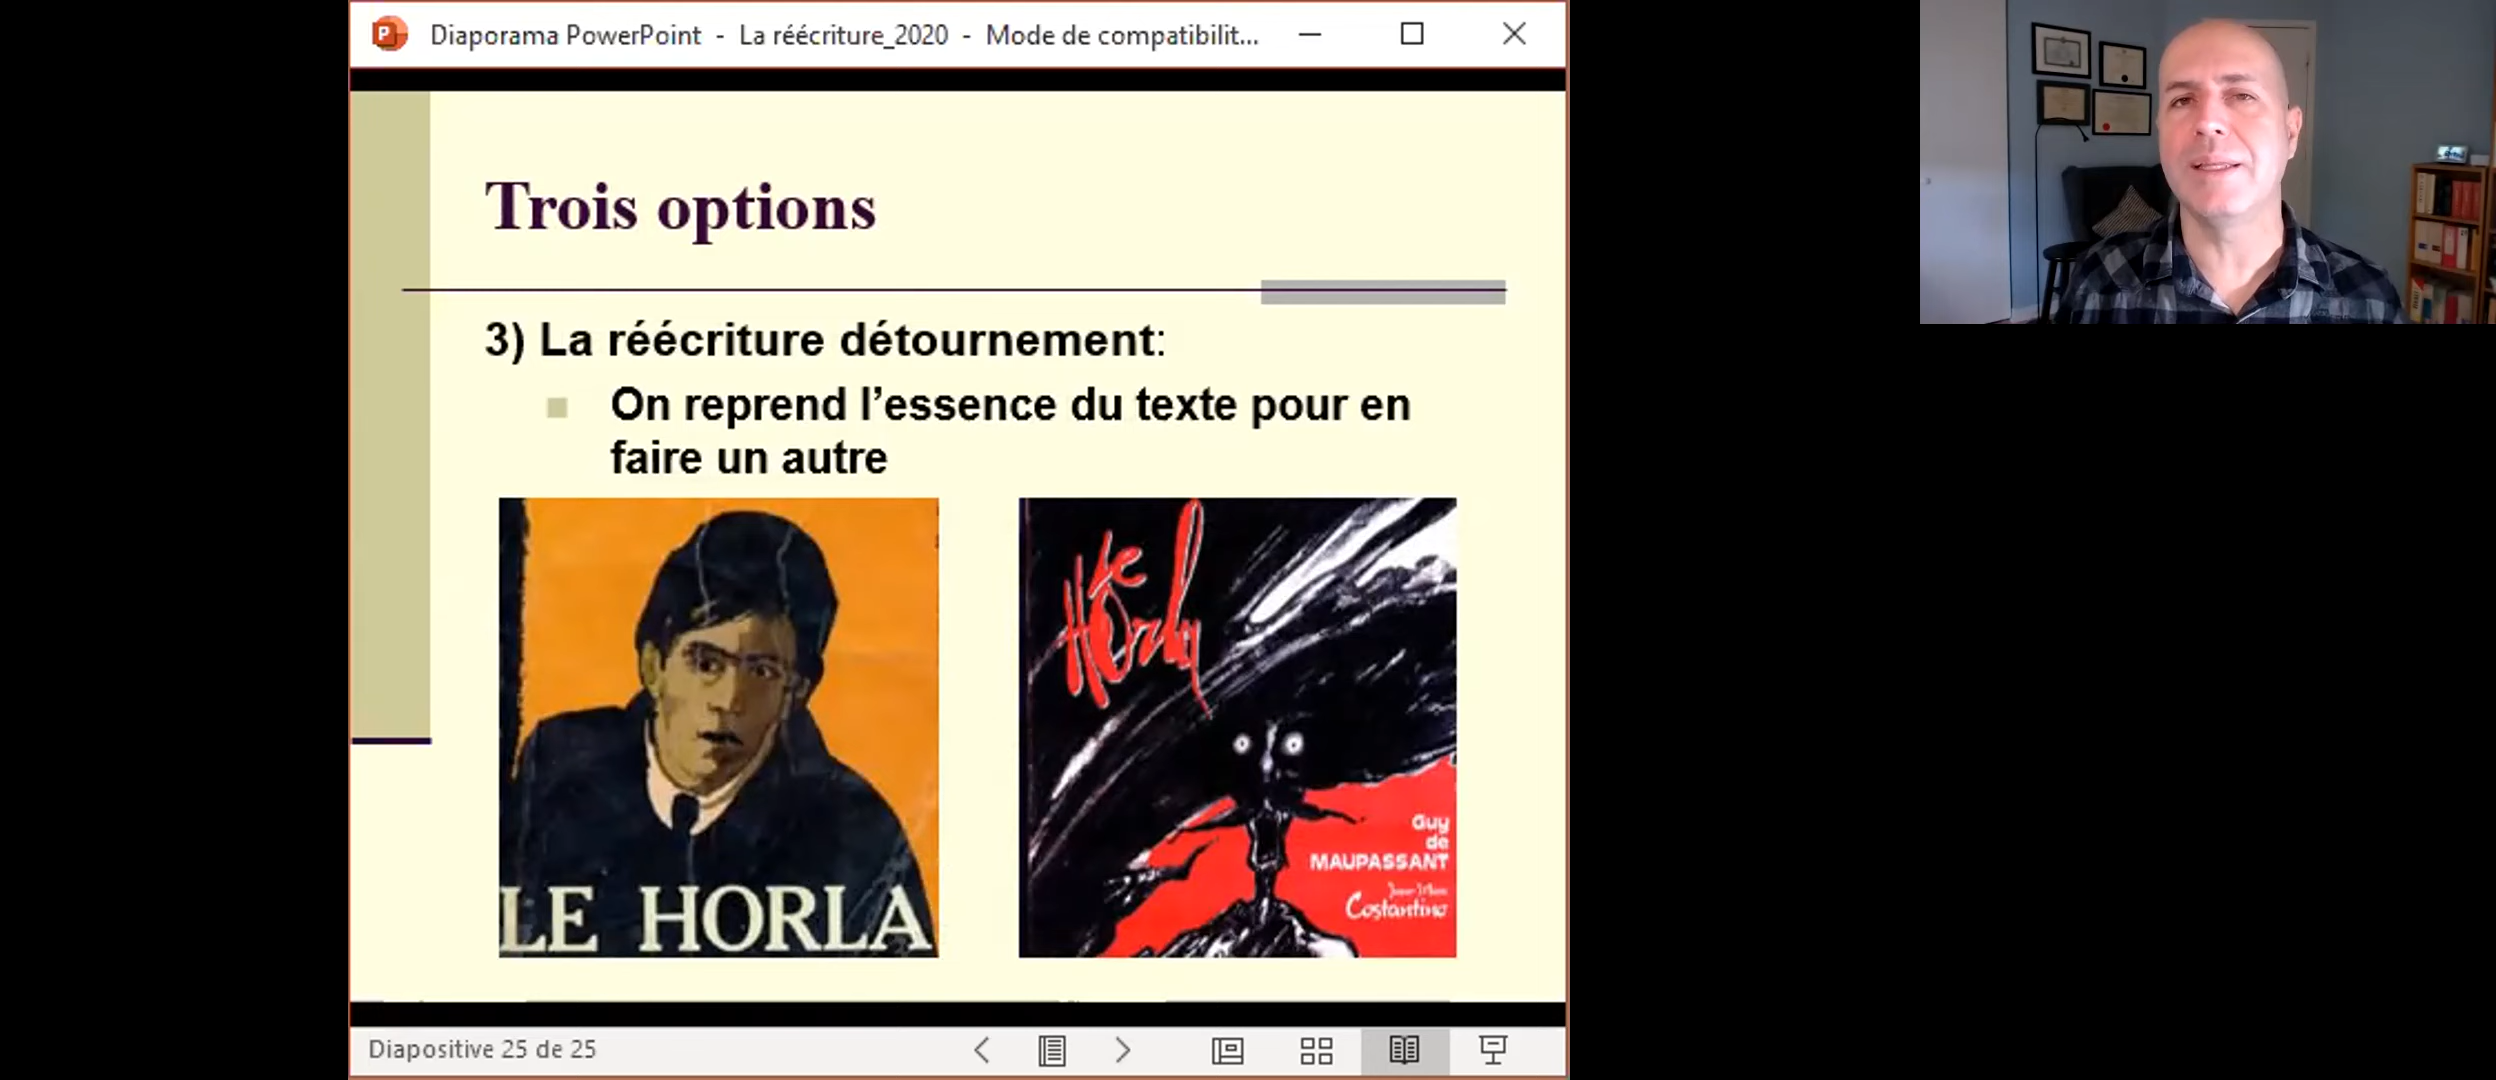 Diaporama PowerPoint - La réécriture_2020 - Mode de compatibilit...
Trois options
3) La réécriture détournement:
On reprend l’essence du texte pour en
faire un autre
LE HORLA
Le
Horla
Guy
de
MAUPASSANT
Costantino
Diapositive 25 de 25